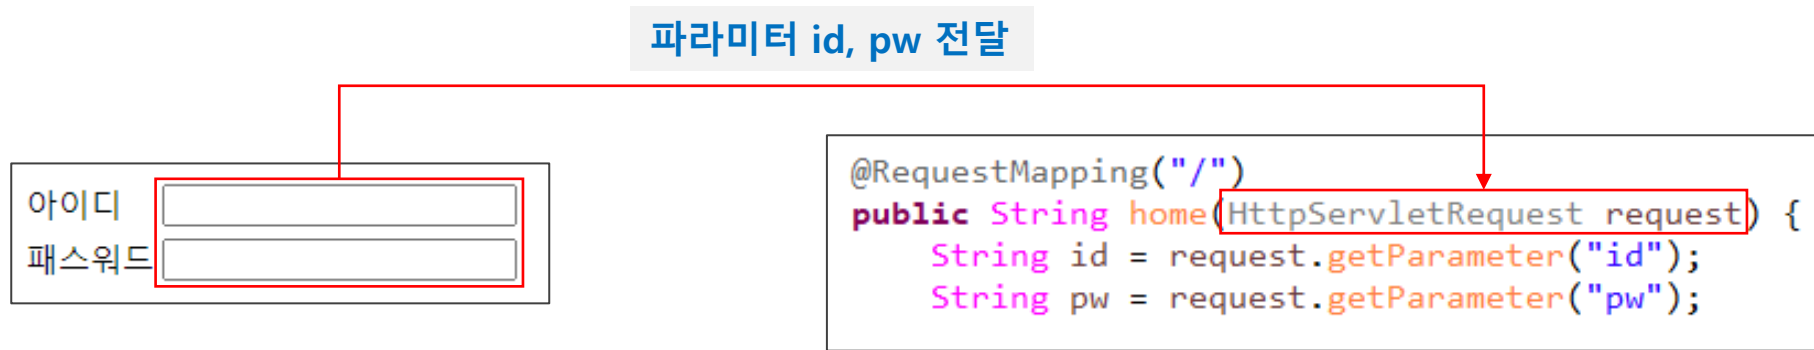 파라미터 id, pw 전달
아이디
패스워드
@RequestMapping("/")
public String home(HttpServletRequest request) {
String id = request.getParameter("id");
String pw = request.getParameter("pw");